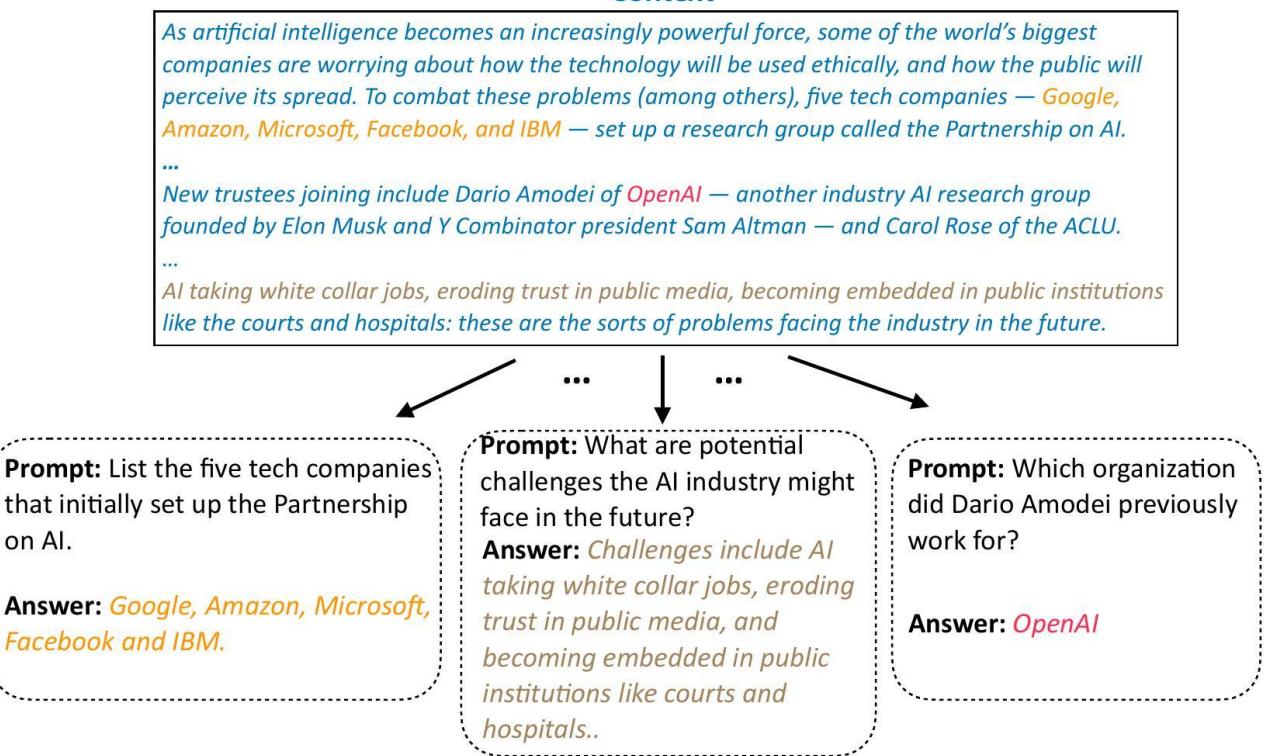 Context
As artificial intelligence becomes an increasingly powerful force, some of the world's biggest
companies are worrying about how the technology will be used ethically, and how the public will
perceive its spread. To combat these problems (among others), five tech companies — Google,
Amazon, Microsoft, Facebook, and IBM — set up a research group called the Partnership on AI.
...
New trustees joining include Dario Amodei of OpenAI — another industry AI research group
founded by Elon Musk and Y Combinator president Sam Altman — and Carol Rose of the ACLU.
...
AI taking white collar jobs, eroding trust in public media, becoming embedded in public institutions
like the courts and hospitals: these are the sorts of problems facing the industry in the future.
... ...
Prompt: List the five tech companies
that initially set up the Partnership
on AI.
Answer: Google, Amazon, Microsoft,
Facebook and IBM.
Prompt: What are potential
challenges the AI industry might
face in the future?
Answer: Challenges include AI
taking white collar jobs, eroding
trust in public media, and
becoming embedded in public
institutions like courts and
hospitals..
Prompt: Which organization
did Dario Amodei previously
work for?
Answer: OpenAI